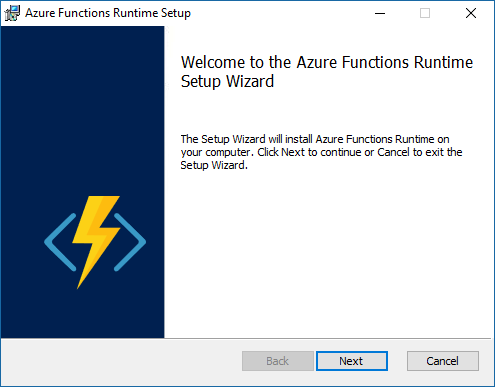 Azure Functions Runtime Setup
Welcome to the Azure Functions Runtime
Setup Wizard
The Setup Wizard will install Azure Functions Runtime on
your computer. Click Next to continue or Cancel to exit the
Setup Wizard.
Back
Next
Cancel